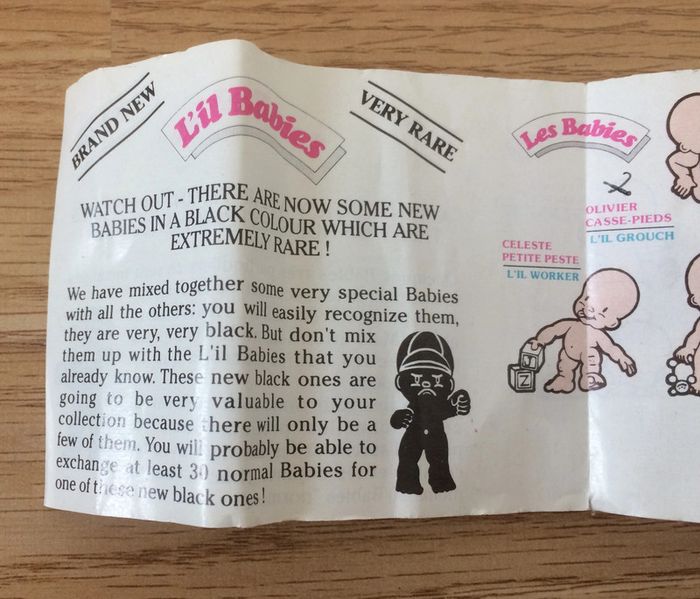 BRAND NEW
L'il Babies
VERY RARE
WATCH OUT - THERE ARE NOW SOME NEW
BABIES IN A BLACK COLOUR WHICH ARE
EXTREMELY RARE !
We have mixed together some very special Babies
with all the others: you will easily recognize them,
they are very, very black. But don't mix
them up with the L'il Babies that you
already know. These new black ones are
going to be very valuable to your
collection because there will only be a
few of them. You will probably be able to
exchange at least 30 normal Babies for
one of these new black ones!
Les Babies
2
OLIVIER
CASSE-PIEDS
L'IL GROUCH
CELESTE
PETITE PESTE
L'IL WORKER
Z